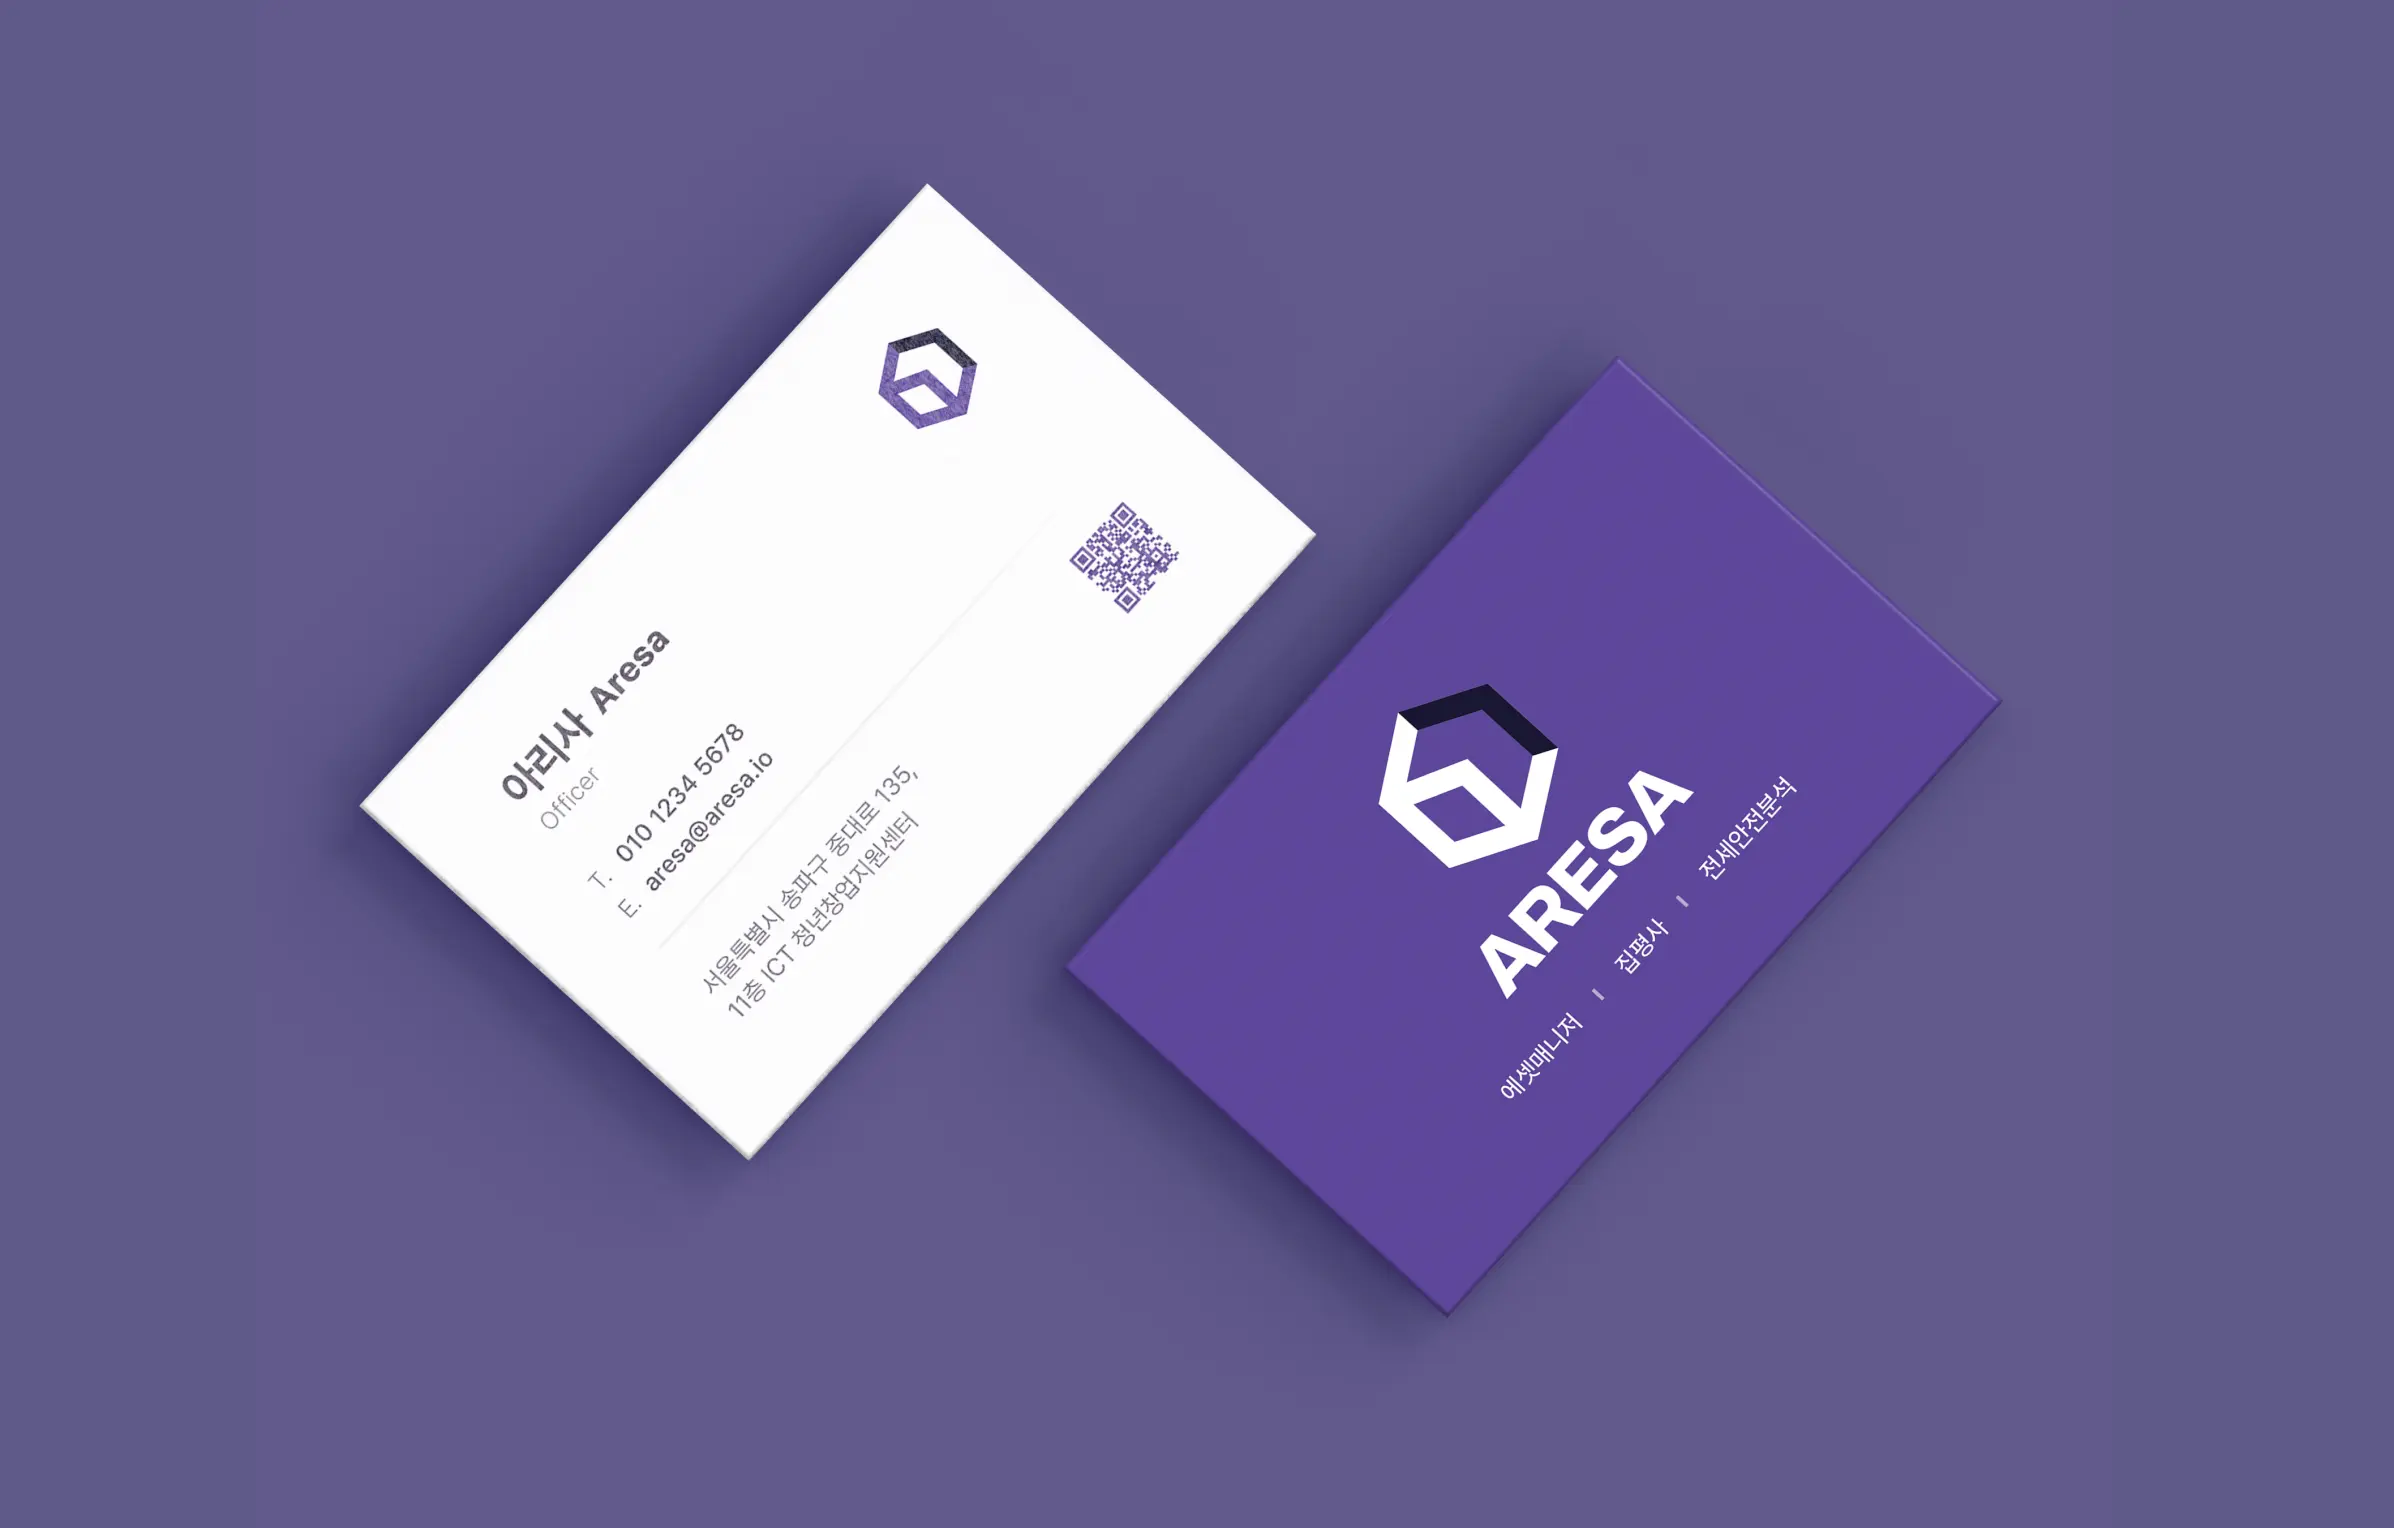 아리사 Aresa
Officer
T. 010 1234 5678
E. aresa@aresa.io
서울특별시 송파구 중대로 135,
11층 ICT 청년창업지원센터
ARESA
에셋매니저 | 집평사 | 전세안전분석